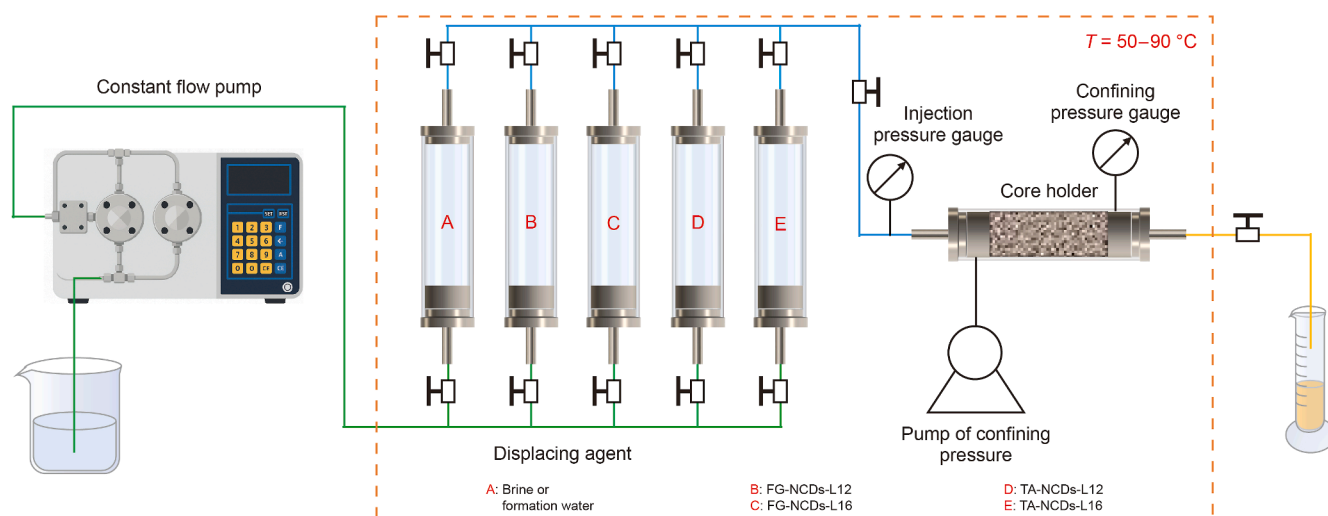 T = 50–90 °C
Constant flow pump
Injection
pressure gauge
Confining
pressure gauge
Core holder
SET
1 2 3 F
4 5 6
7 8 9 A
0 0 CE
A
B
C
D
E
Pump of confining
pressure
Displacing agent
A: Brine or
formation water
B: FG-NCDs-L12
C: FG-NCDs-L16
D: TA-NCDs-L12
E: TA-NCDs-L16